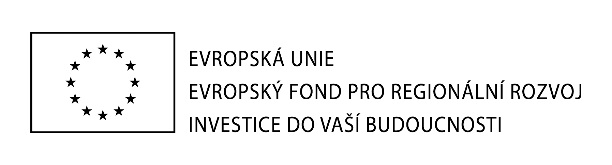 EVROPSKÁ UNIE
EVROPSKÝ FOND PRO REGIONÁLNÍ ROZVOJ
INVESTICE DO VAŠÍ BUDOUCNOSTI